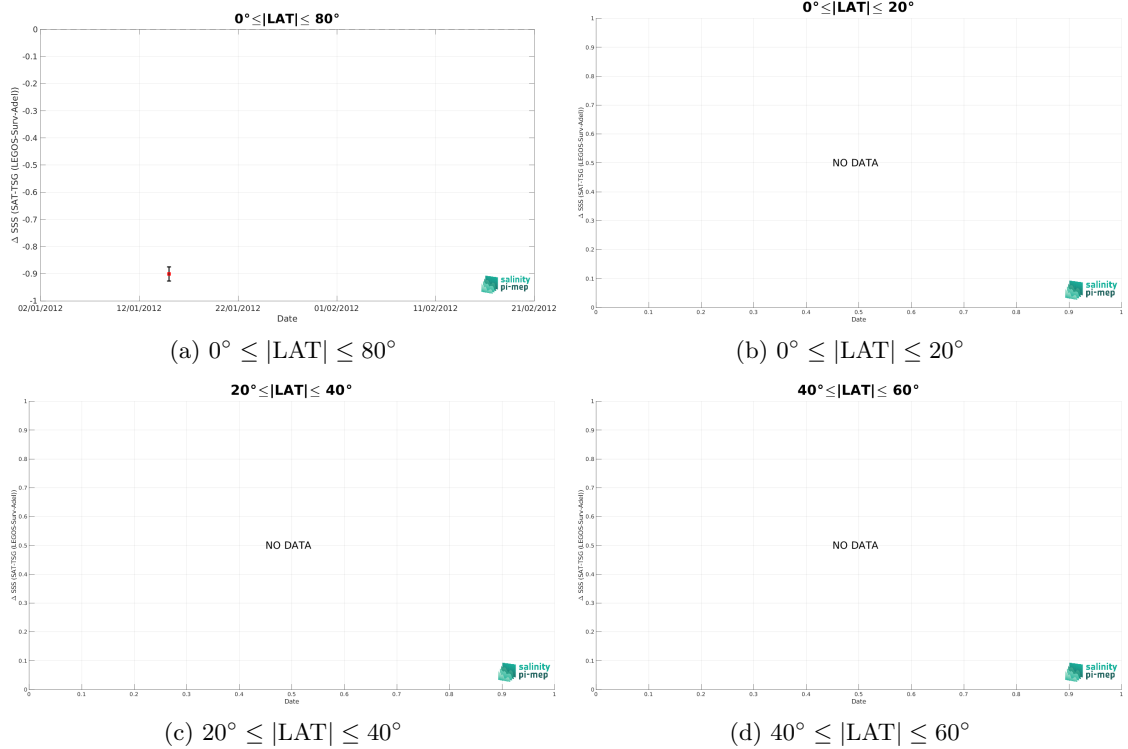 0°≤|LAT|≤ 80°
0
-0.1
-0.2
-0.3
-0.4
-0.5
-0.6
-0.7
-0.8
-0.9
-1
Δ SSS (SAT-TSG (LEGOS-Surv-Adel))
02/01/2012 12/01/2012 22/01/2012 01/02/2012 11/02/2012 21/02/2012
Date
salinity
pi-mep
(a) 0° ≤ |LAT| ≤ 80°
0°≤|LAT|≤ 20°
1
0.9
0.8
0.7
0.6
0.5
0.4
0.3
0.2
0.1
0
Δ SSS (SAT-TSG (LEGOS-Surv-Adel))
NO DATA
0 0.1 0.2 0.3 0.4 0.5 0.6 0.7 0.8 0.9 1
Date
salinity
pi-mep
(b) 0° ≤ |LAT| ≤ 20°
20°≤|LAT|≤ 40°
1
0.9
0.8
0.7
0.6
0.5
0.4
0.3
0.2
0.1
0
Δ SSS (SAT-TSG (LEGOS-Surv-Adel))
NO DATA
0 0.1 0.2 0.3 0.4 0.5 0.6 0.7 0.8 0.9 1
Date
salinity
pi-mep
(c) 20° ≤ |LAT| ≤ 40°
40°≤|LAT|≤ 60°
1
0.9
0.8
0.7
0.6
0.5
0.4
0.3
0.2
0.1
0
Δ SSS (SAT-TSG (LEGOS-Surv-Adel))
NO DATA
0 0.1 0.2 0.3 0.4 0.5 0.6 0.7 0.8 0.9 1
Date
salinity
pi-mep
(d) 40° ≤ |LAT| ≤ 60°